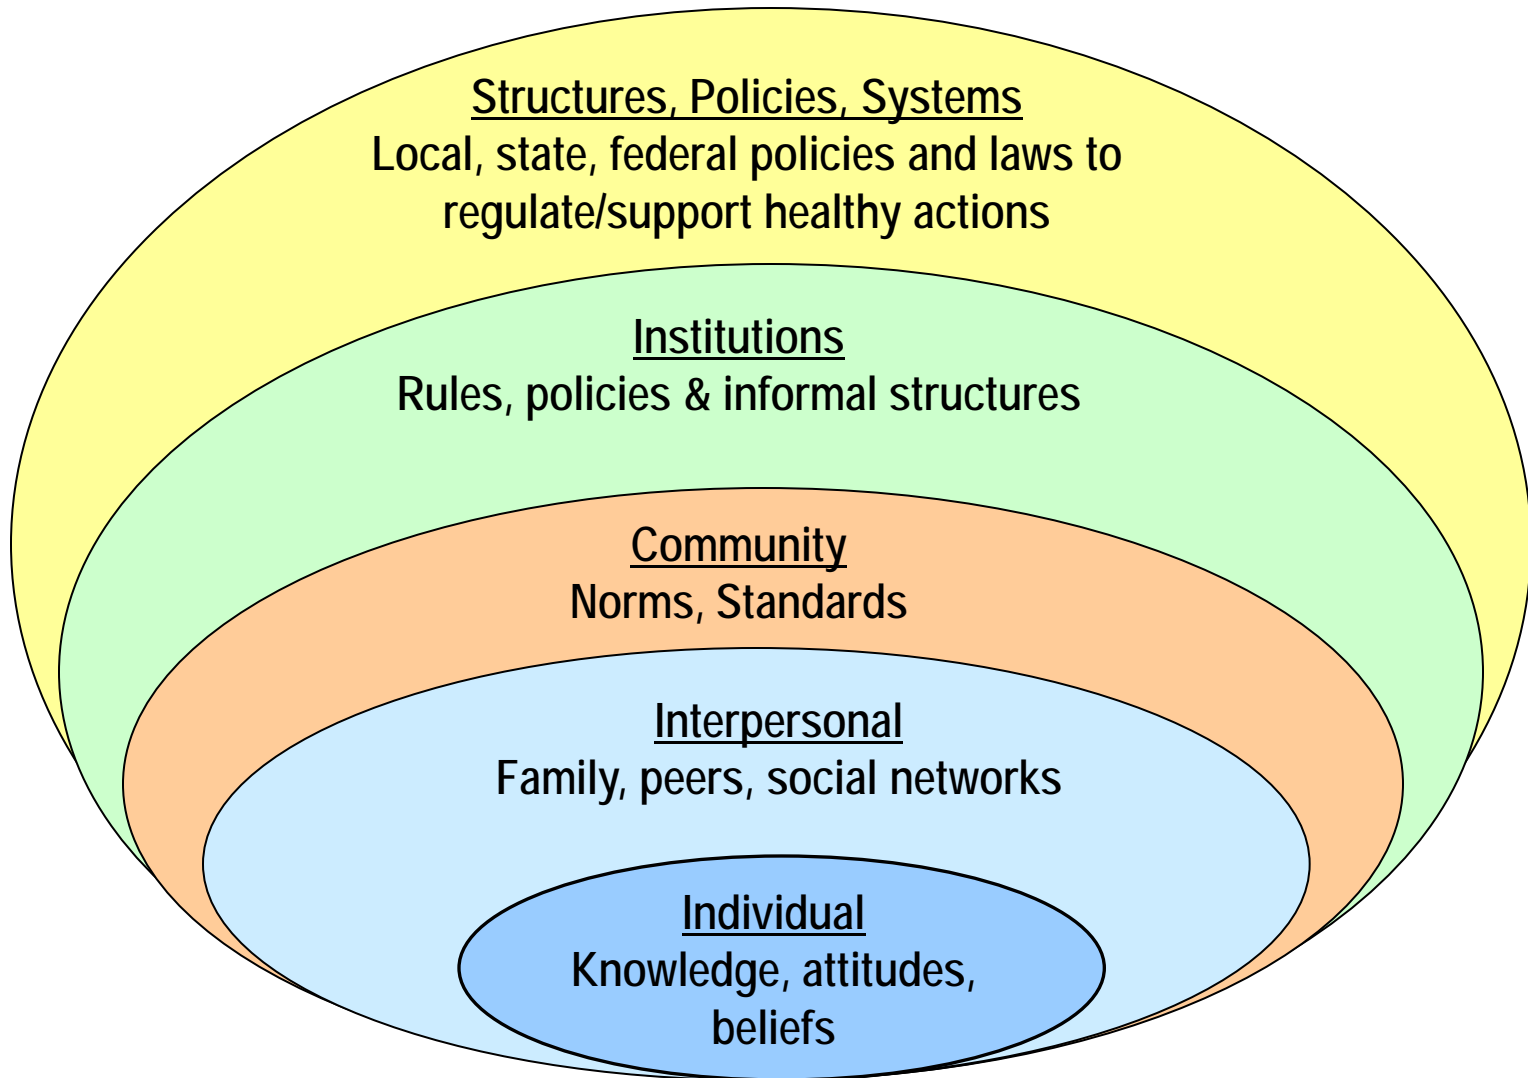 Structures, Policies, Systems
Local, state, federal policies and laws to
regulate/support healthy actions
Institutions
Rules, policies & informal structures
Community
Norms, Standards
Interpersonal
Family, peers, social networks
Individual
Knowledge, attitudes,
beliefs